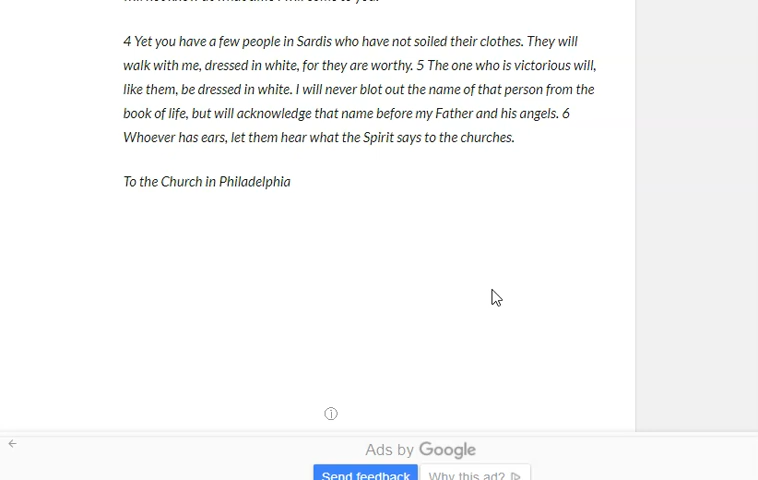 4 Yet you have a few people in Sardis who have not soiled their clothes. They will
walk with me, dressed in white, for they are worthy. 5 The one who is victorious will,
like them, be dressed in white. I will never blot out the name of that person from the
book of life, but will acknowledge that name before my Father and his angels. 6
Whoever has ears, let them hear what the Spirit says to the churches.
To the Church in Philadelphia
Ads by Google
Send feedback Why this ad?